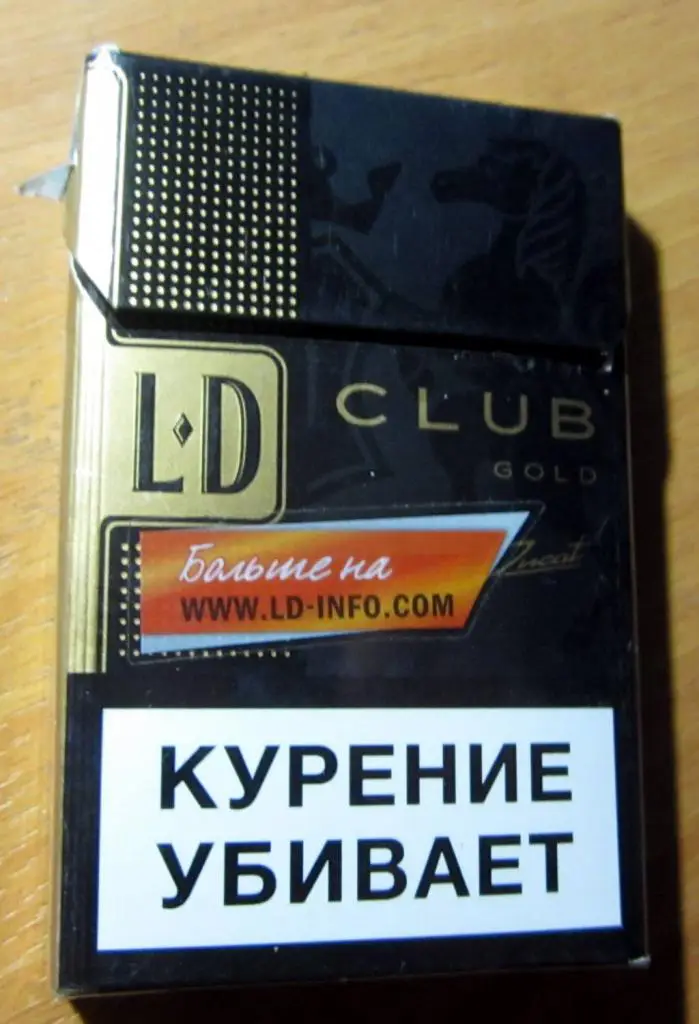 L·D
CLUB
GOLD
Больше на
WWW.LD-INFO.COM
КУРЕНИЕ
УБИВАЕТ